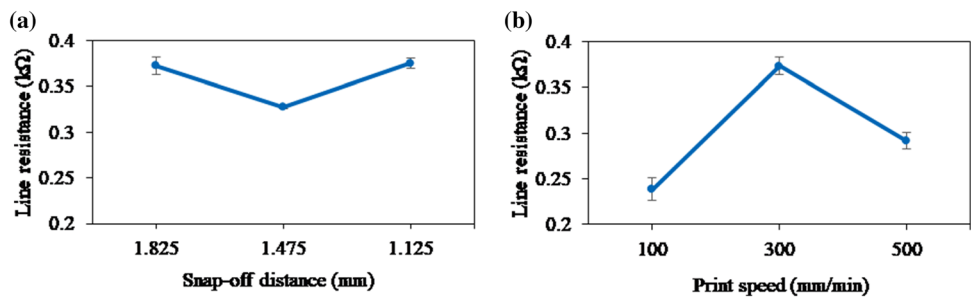 (a)
Line resistance (kΩ)
0.4
0.35
0.3
0.25
0.2
1.825 1.475 1.125
Snap-off distance (mm)
(b)
Line resistance (kΩ)
0.4
0.35
0.3
0.25
0.2
100 300 500
Print speed (mm/min)